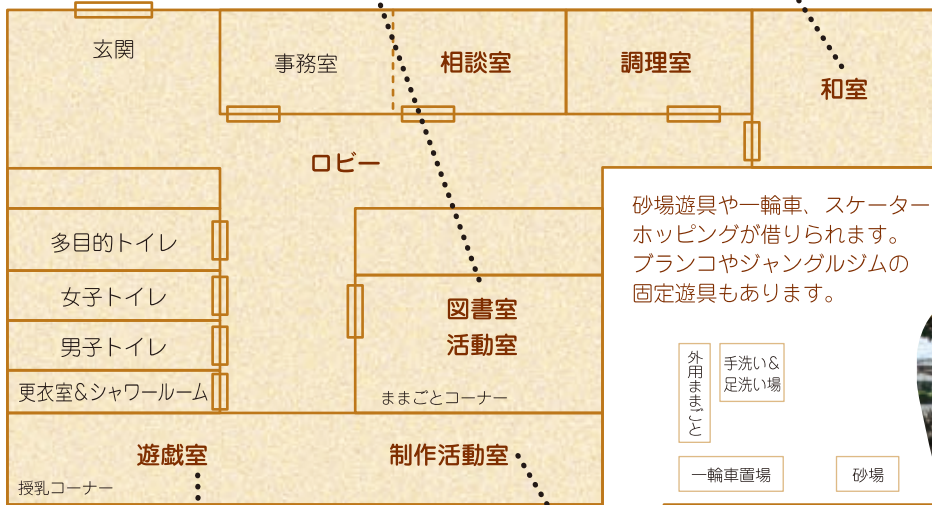 玄関
事務室
相談室
調理室
和室
ロビー
砂場遊具や一輪車、スケーター
ホッピングが借りられます。
ブランコやジャングルジムの
固定遊具もあります。
多目的トイレ
女子トイレ
男子トイレ
更衣室&シャワールーム
図書室
活動室
ままごとコーナー
外用ままごと
手洗い&
足洗い場
一輪車置場
砂場
遊戯室
制作活動室
授乳コーナー